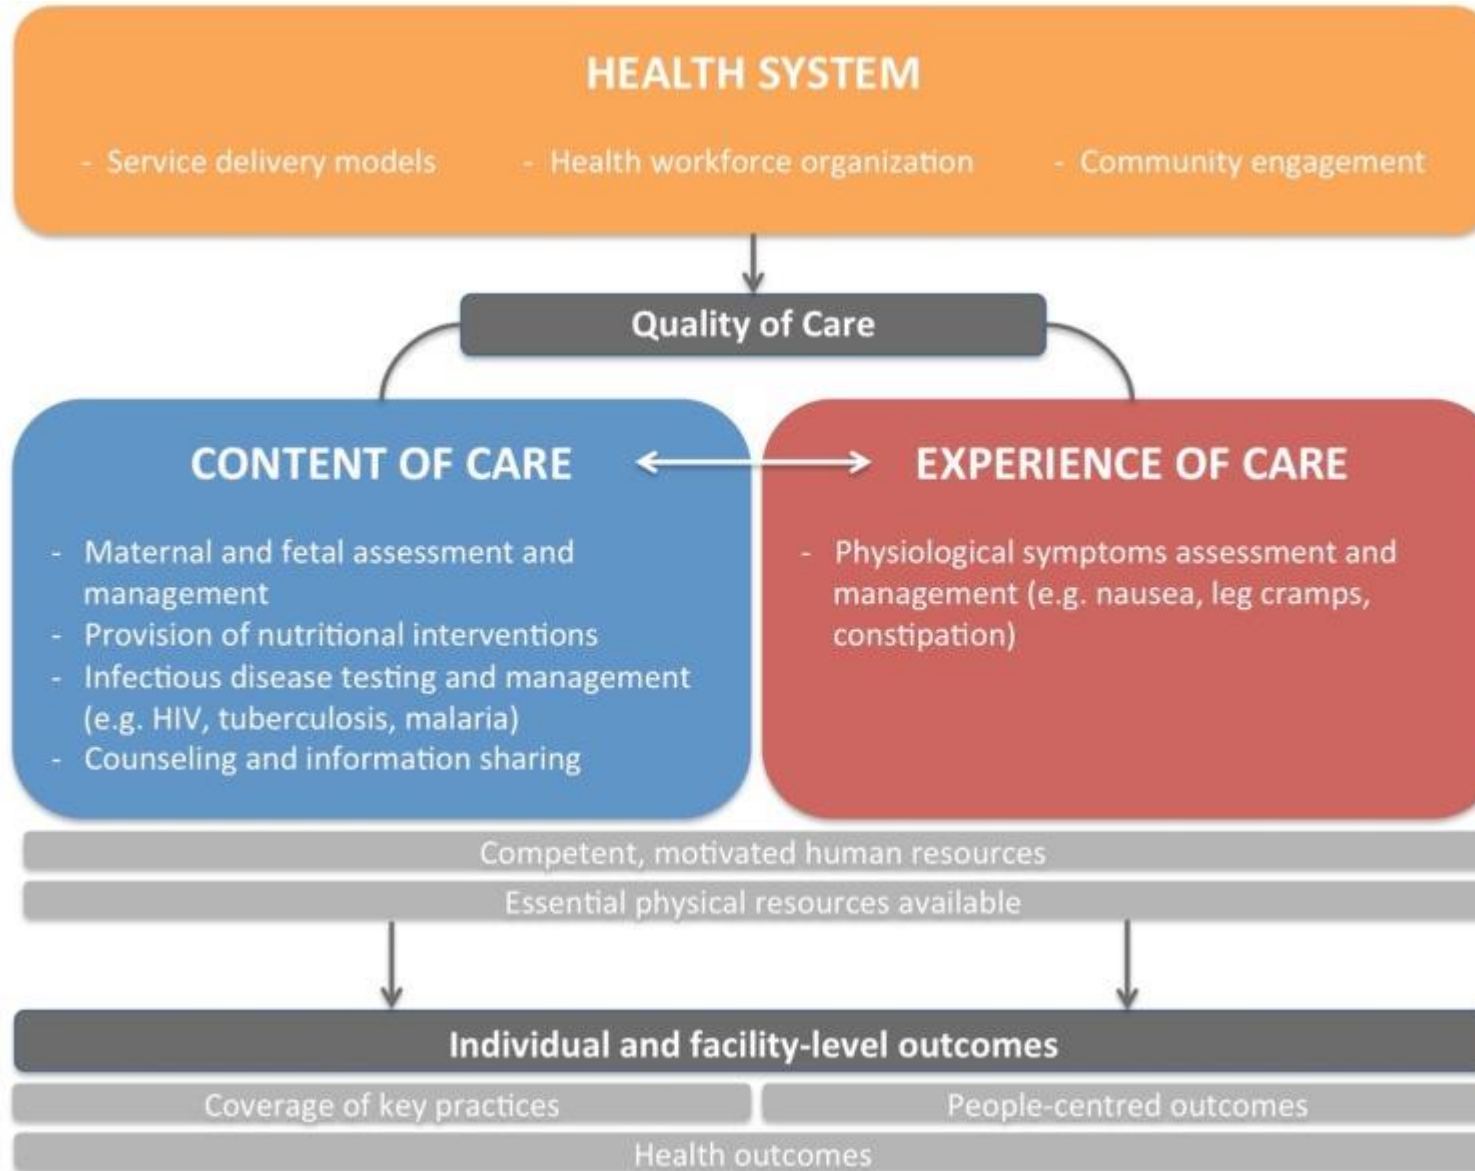 HEALTH SYSTEM
- Service delivery models - Health workforce organization - Community engagement
Quality of Care
CONTENT OF CARE
- Maternal and fetal assessment and
management
- Provision of nutritional interventions
- Infectious disease testing and management
(e.g. HIV, tuberculosis, malaria)
- Counseling and information sharing
EXPERIENCE OF CARE
- Physiological symptoms assessment and
management (e.g. nausea, leg cramps,
constipation)
Competent, motivated human resources
Essential physical resources available
Individual and facility-level outcomes
Coverage of key practices
People-centred outcomes
Health outcomes